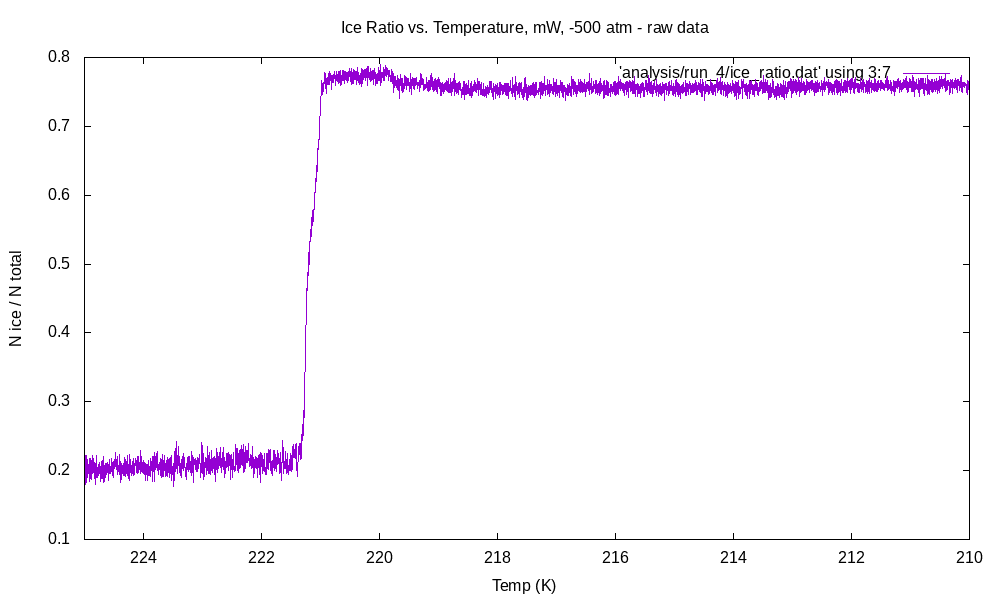 Ice Ratio vs. Temperature, mW, -500 atm - raw data
'analysis/run_4/ice_ratio.dat' using 3:7
N ice / N total
0.8
0.7
0.6
0.5
0.4
0.3
0.2
0.1
224 222 220 218 216 214 212 210
Temp (K)